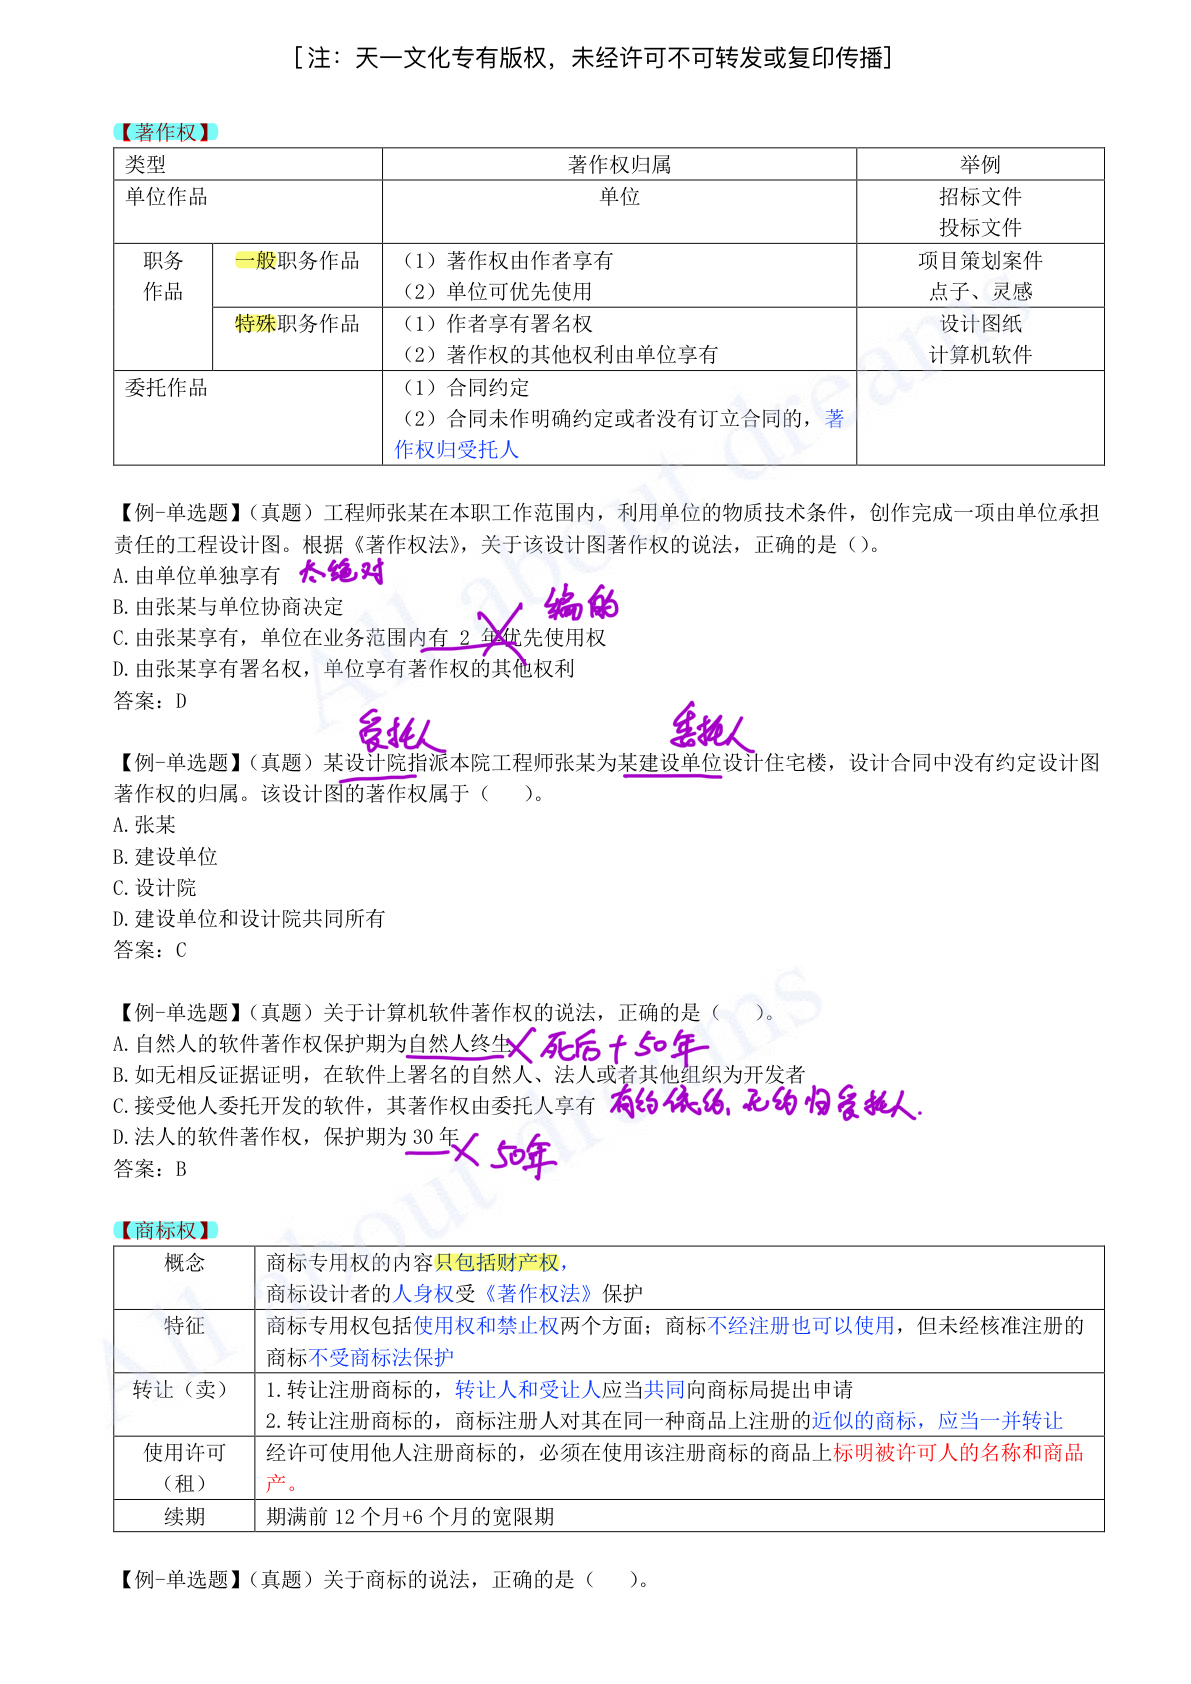 [注：天一文化专有版权，未经许可不可转发或复印传播]
【著作权】
类型 著作权归属 举例
单位作品 单位 招标文件
投标文件
职务 一般职务作品 （1）著作权由作者享有 项目策划案件
作品 （2）单位可优先使用 点子、灵感
特殊职务作品 （1）作者享有署名权 设计图纸
（2）著作权的其他权利由单位享有 计算机软件
委托作品 （1）合同约定
（2）合同未作明确约定或者没有订立合同的，著
作权归受托人
【例-单选题】（真题）工程师张某在本职工作范围内，利用单位的物质技术条件，创作完成一项由单位承担
责任的工程设计图。根据《著作权法》，关于该设计图著作权的说法，正确的是（）。
A.由单位单独享有 太绝对
B.由张某与单位协商决定 编的
C.由张某享有，单位在业务范围内有 2 年优先使用权
D.由张某享有署名权，单位享有著作权的其他权利
答案：D
受托人 委托人
【例-单选题】（真题）某设计院指派本院工程师张某为某建设单位设计住宅楼，设计合同中没有约定设计图
著作权的归属。该设计图的著作权属于（ ）。
A.张某
B.建设单位
C.设计院
D.建设单位和设计院共同所有
答案：C
【例-单选题】（真题）关于计算机软件著作权的说法，正确的是（ ）。
A.自然人的软件著作权保护期为自然人终生 死后+50年
B.如无相反证据证明，在软件上署名的自然人、法人或者其他组织为开发者
C.接受他人委托开发的软件，其著作权由委托人享有 有约依约、无约归受托人.
D.法人的软件著作权，保护期为30年 50年
答案：B
【商标权】
概念 商标专用权的内容只包括财产权，
商标设计者的人身权受《著作权法》保护
特征 商标专用权包括使用权和禁止权两个方面；商标不经注册也可以使用，但未经核准注册的
商标不受商标法保护
转让（卖） 1.转让注册商标的，转让人和受让人应当共同向商标局提出申请
2.转让注册商标的，商标注册人对其在同一种商品上注册的近似的商标，应当一并转让
使用许可 经许可使用他人注册商标的，必须在使用该注册商标的商品上标明被许可人的名称和商品
（租） 产。
续期 期满前12个月+6个月的宽限期
【例-单选题】（真题）关于商标的说法，正确的是（ ）。
All about dreams
All about dreams